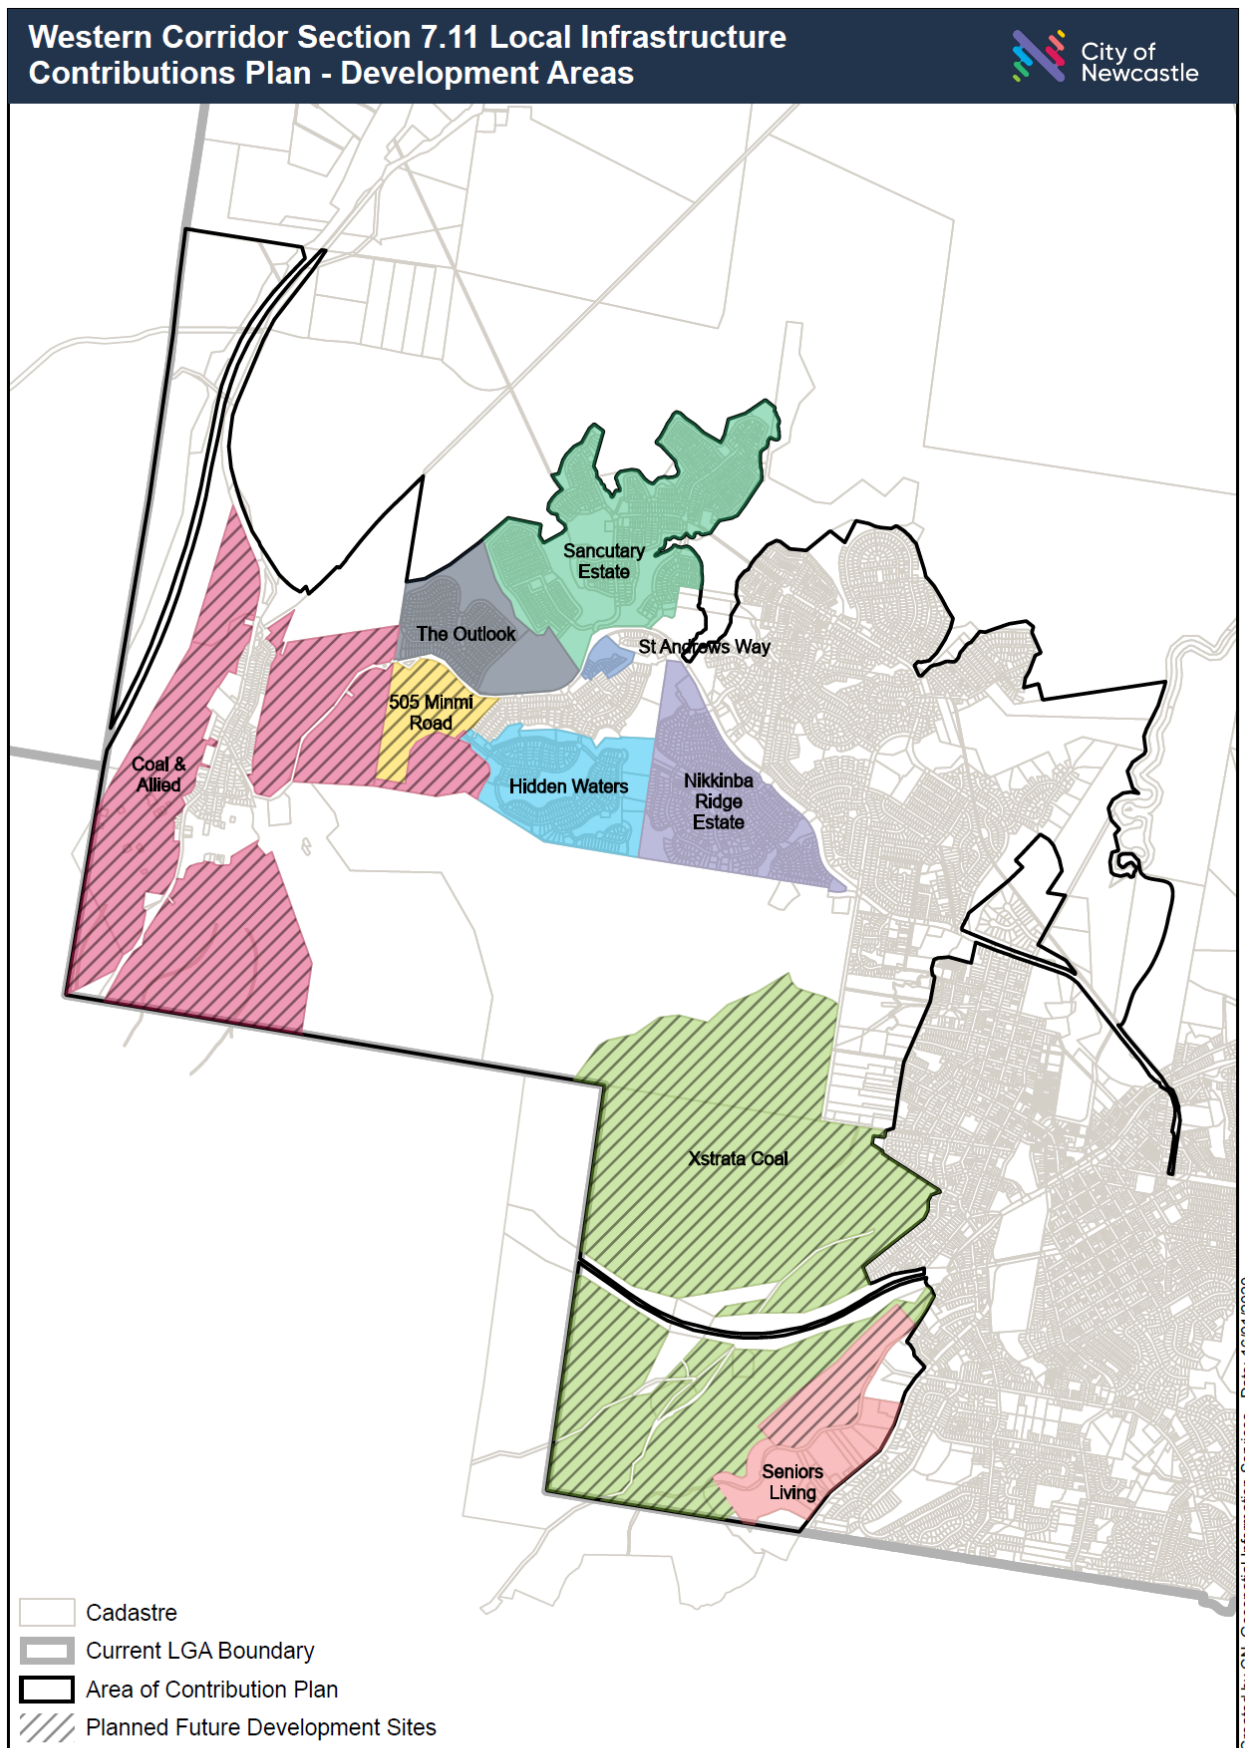 Western Corridor Section 7.11 Local Infrastructure
Contributions Plan - Development Areas
City of
Newcastle
Sancutary
Estate
The Outlook
St Andrews Way
505 Minmi
Road
Coal &
Allied
Hidden Waters
Nikkinba
Ridge
Estate
Xstrata Coal
Seniors
Living
Cadastre
Current LGA Boundary
Area of Contribution Plan
Planned Future Development Sites